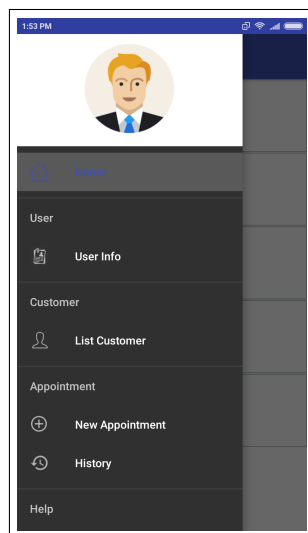 1:53 PM
Home
User
User Info
Customer
List Customer
Appointment
New Appointment
History
Help